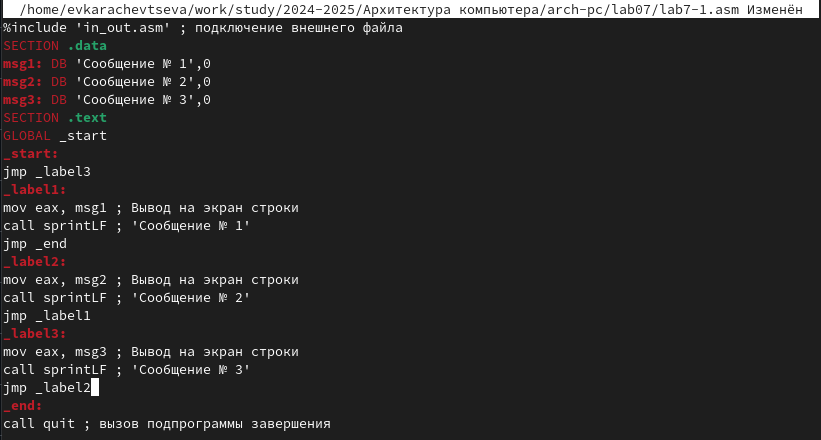 /home/evkarachevtseva/work/study/2024-2025/Архитектура компьютера/arch-pc/lab07/lab7-1.asm Изменён
%include 'in_out.asm' ; подключение внешнего файла
SECTION .data
msg1: DB 'Сообщение № 1',0
msg2: DB 'Сообщение № 2',0
msg3: DB 'Сообщение № 3',0
SECTION .text
GLOBAL _start
_start:
jmp _label3
_label1:
mov eax, msg1 ; Вывод на экран строки
call sprintLF ; 'Сообщение № 1'
jmp _end
_label2:
mov eax, msg2 ; Вывод на экран строки
call sprintLF ; 'Сообщение № 2'
jmp _label1
_label3:
mov eax, msg3 ; Вывод на экран строки
call sprintLF ; 'Сообщение № 3'
jmp _label2
_end:
call quit ; вызов подпрограммы завершения